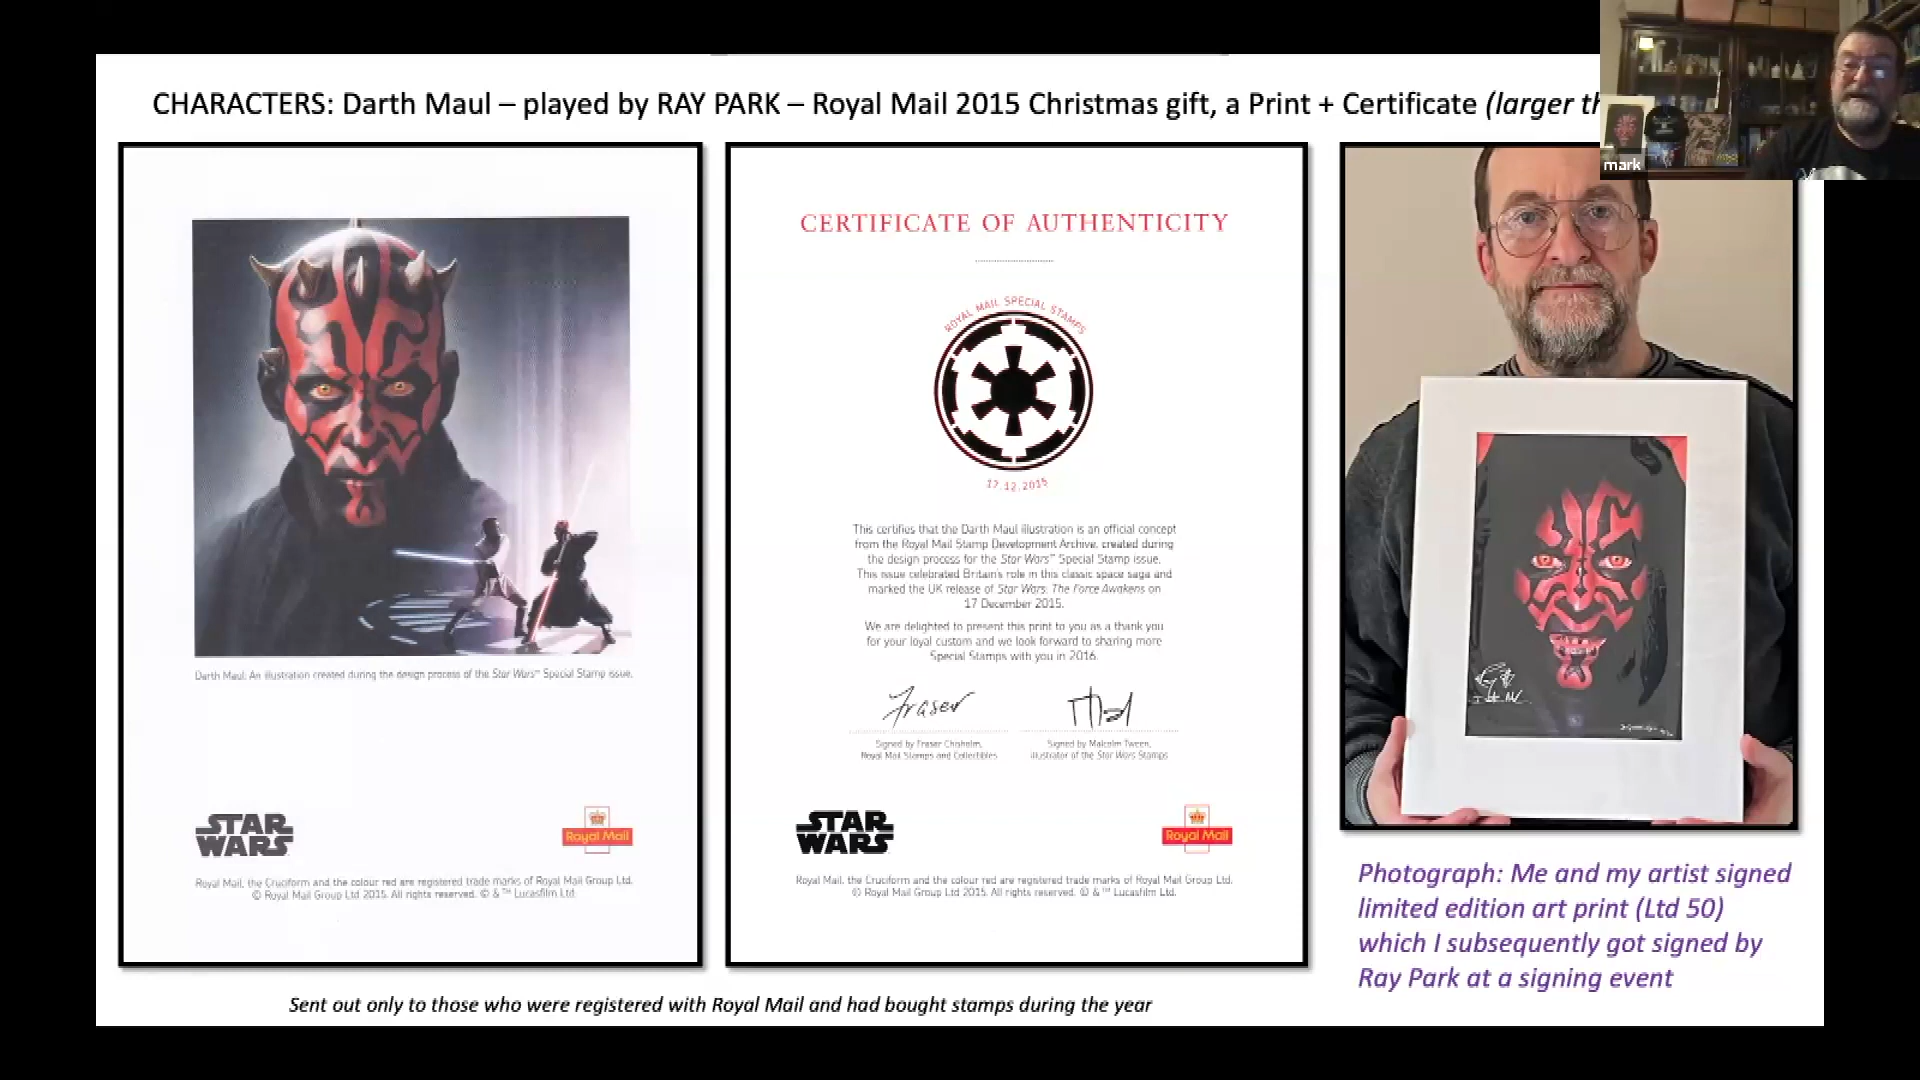 CHARACTERS: Darth Maul – played by RAY PARK – Royal Mail 2015 Christmas gift, a Print + Certificate (larger th
mark
Darth Maul: An illustration created during the design process of the Star Wars™ Special Stamp issue.
STAR
WARS
Royal Mail
Royal Mail, the Cruciform and the colour red are registered trade marks of Royal Mail Group Ltd.
© Royal Mail Group Ltd 2015. All rights reserved. © & ™ Lucasfilm Ltd.
CERTIFICATE OF AUTHENTICITY
ROYAL MAIL SPECIAL STAMPS
17.12.2015
This certifies that the Darth Maul illustration is an official concept
from the Royal Mail Stamp Development Archive, created during
the design process for the Star Wars™ Special Stamp issue.
This issue celebrated Britain's role in this classic space saga and
marked the UK release of Star Wars: The Force Awakens on
17 December 2015.
We are delighted to present this print to you as a thank you
for your loyal custom and we look forward to sharing more
Special Stamps with you in 2016.
Fraser
Signed by Fraser Chisholm,
Royal Mail Stamps and Collectibles
Signed by Malcolm Tween,
illustrator of the Star Wars Stamps
STAR
WARS
Royal Mail
Royal Mail, the Cruciform and the colour red are registered trade marks of Royal Mail Group Ltd.
© Royal Mail Group Ltd 2015. All rights reserved. © & ™ Lucasfilm Ltd.
Photograph: Me and my artist signed
limited edition art print (Ltd 50)
which I subsequently got signed by
Ray Park at a signing event
Sent out only to those who were registered with Royal Mail and had bought stamps during the year